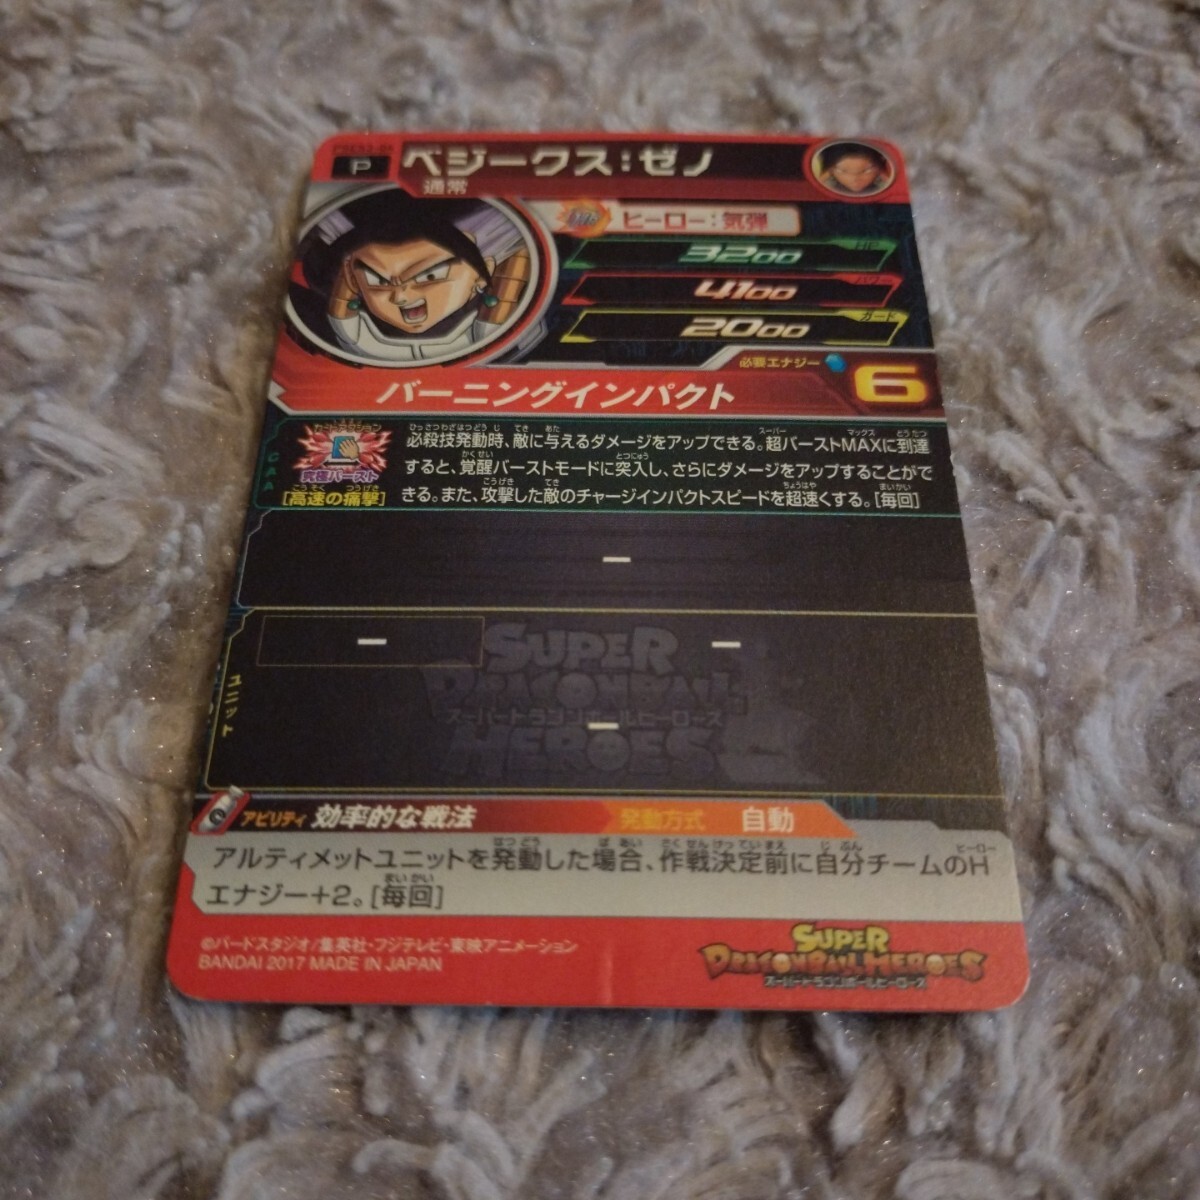 P ベジークス：ゼノ
通常
ヒーロー：気弾
HP
3200
パワー
4100
ガード
2000
必要エナジー 6
バーニングインパクト
CAA
究極バースト
[高速の痛撃]
必殺技発動時、敵に与えるダメージをアップできる。超バーストMAXに到達
すると、覚醒バーストモードに突入し、さらにダメージをアップすることがで
きる。また、攻撃した敵のチャージインパクトスピードを超速くする。[毎回]
ー
ー ー
ユニット
ー
SUPER
DRAGONBALL
スーパードラゴンボールヒーローズ
HEROES
アビリティ 効率的な戦法 発動方式 自動
アルティメットユニットを発動した場合、作戦決定前に自分チームのH
エナジー+2。[毎回]
©バードスタジオ/集英社・フジテレビ・東映アニメーション
BANDAI 2017 MADE IN JAPAN
SUPER
DRAGONBALL HEROES
スーパードラゴンボールヒーローズ